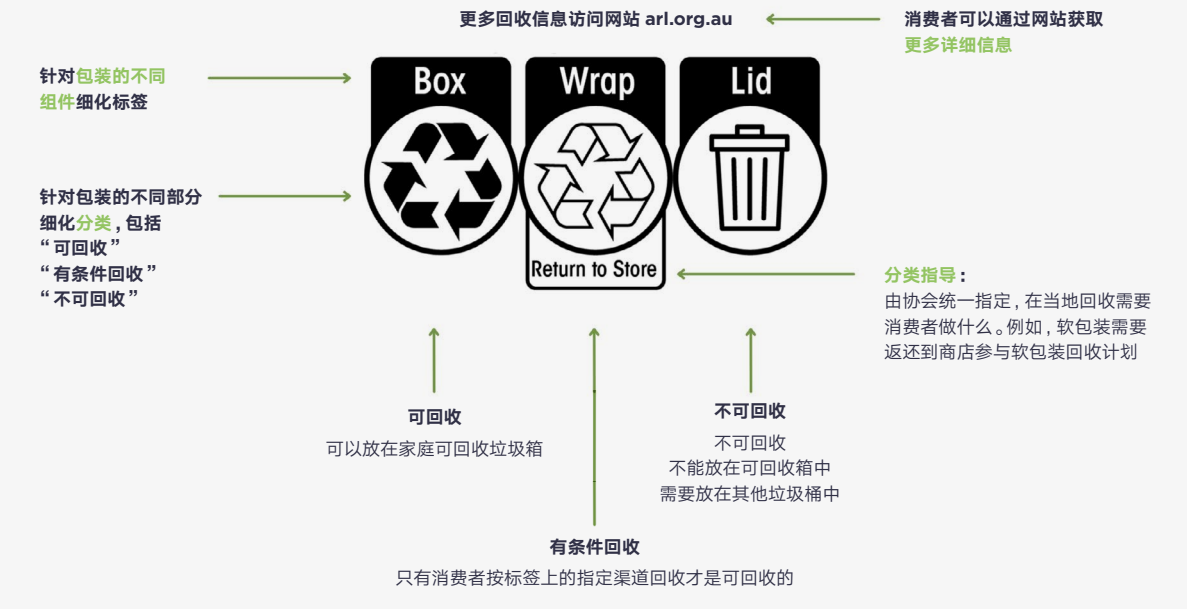 更多回收信息访问网站 arl.org.au
消费者可以通过网站获取
更多详细信息
针对包装的不同
组件细化标签
Box
Wrap
Lid
针对包装的不同部分
细化分类，包括
“可回收”
“有条件回收”
“不可回收”
Return to Store
分类指导：
由协会统一指定，在当地回收需要
消费者做什么。例如，软包装需要
返还到商店参与软包装回收计划
可回收
可以放在家庭可回收垃圾箱
不可回收
不可回收
不能放在可回收箱中
需要放在其他垃圾桶中
有条件回收
只有消费者按标签上的指定渠道回收才是可回收的